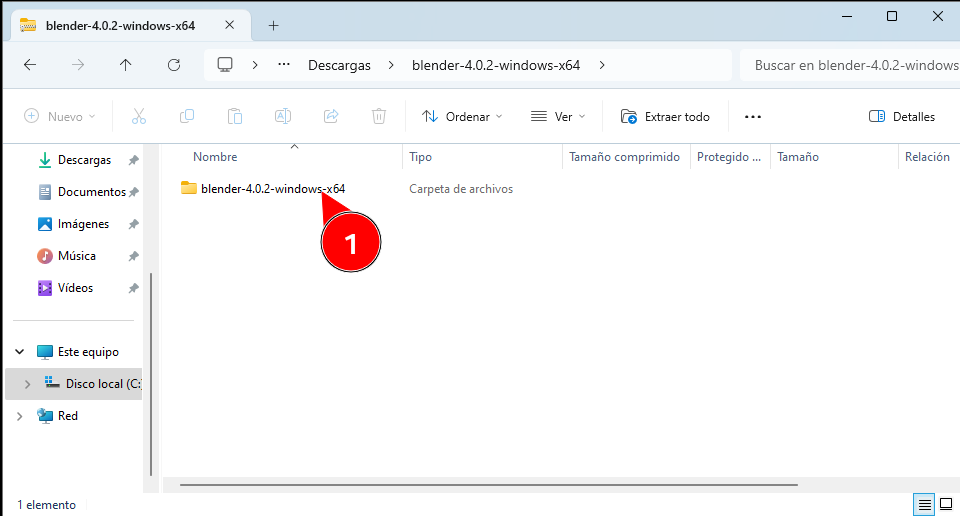 blender-4.0.2-windows-x64
Descargas
blender-4.0.2-windows-x64
Buscar en blender-4.0.2-windows
Nuevo
Ordenar
Ver
Extraer todo
Detalles
Nombre
Tipo
Tamaño comprimido
Protegido ...
Tamaño
Relación
Descargas
Documentos
Imágenes
Música
Vídeos
Este equipo
Disco local (C:
Red
blender-4.0.2-windows-x64
Carpeta de archivos
1
1 elemento